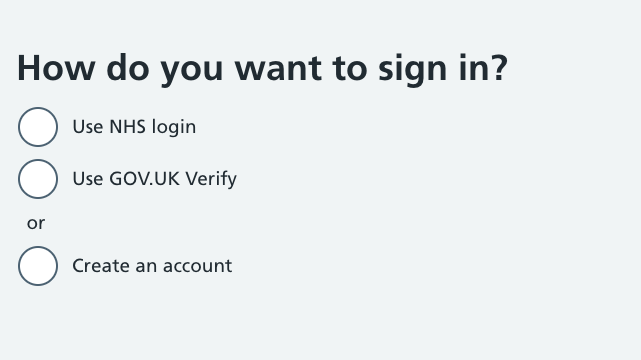 How do you want to sign in?
Use NHS login
Use GOV.UK Verify
or
Create an account